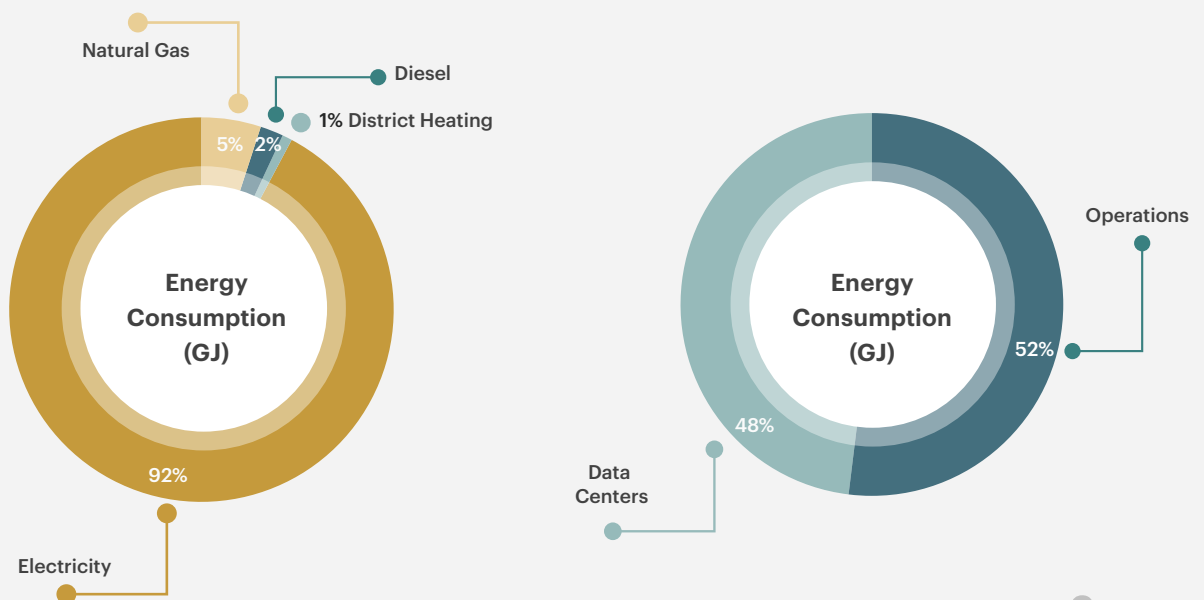 Natural Gas
Diesel
1% District Heating
5%
2%
Energy
Consumption
(GJ)
92%
Electricity
Energy
Consumption
(GJ)
Operations
52%
48%
Data
Centers